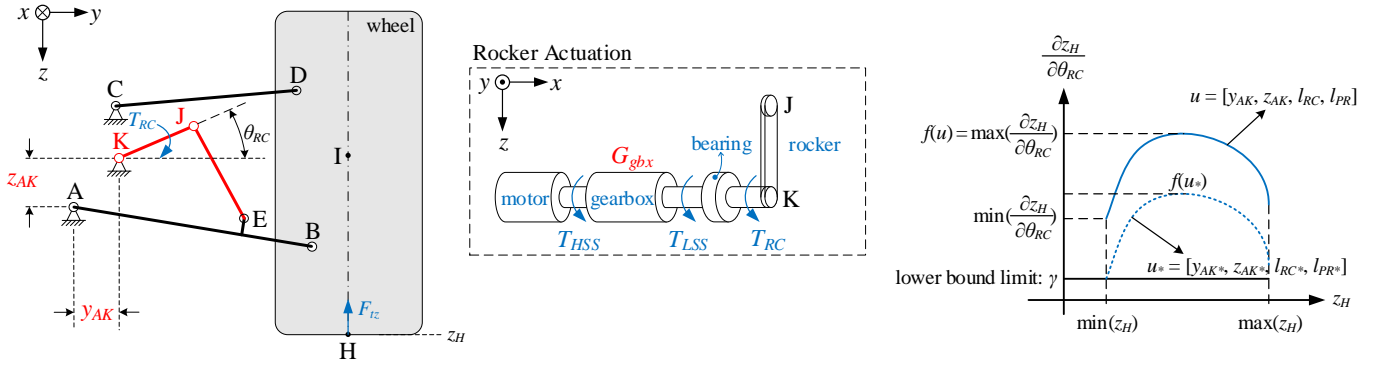 x
y
z
wheel
C
D
T_RC
J
θ_RC
K
I
z_AK
A
E
B
y_AK
F_tz
z_H
H
Rocker Actuation
y
x
z
J
bearing
rocker
G_gbx
motor
gearbox
K
T_HSS
T_LSS
T_RC
∂z_H
∂θ_RC
u = [y_AK, z_AK, l_RC, l_PR]
f(u) = max(∂z_H/∂θ_RC)
f(u_*)
min(∂z_H/∂θ_RC)
u_* = [y_AK*, z_AK*, l_RC*, l_PR*]
lower bound limit: γ
z_H
min(z_H)
max(z_H)